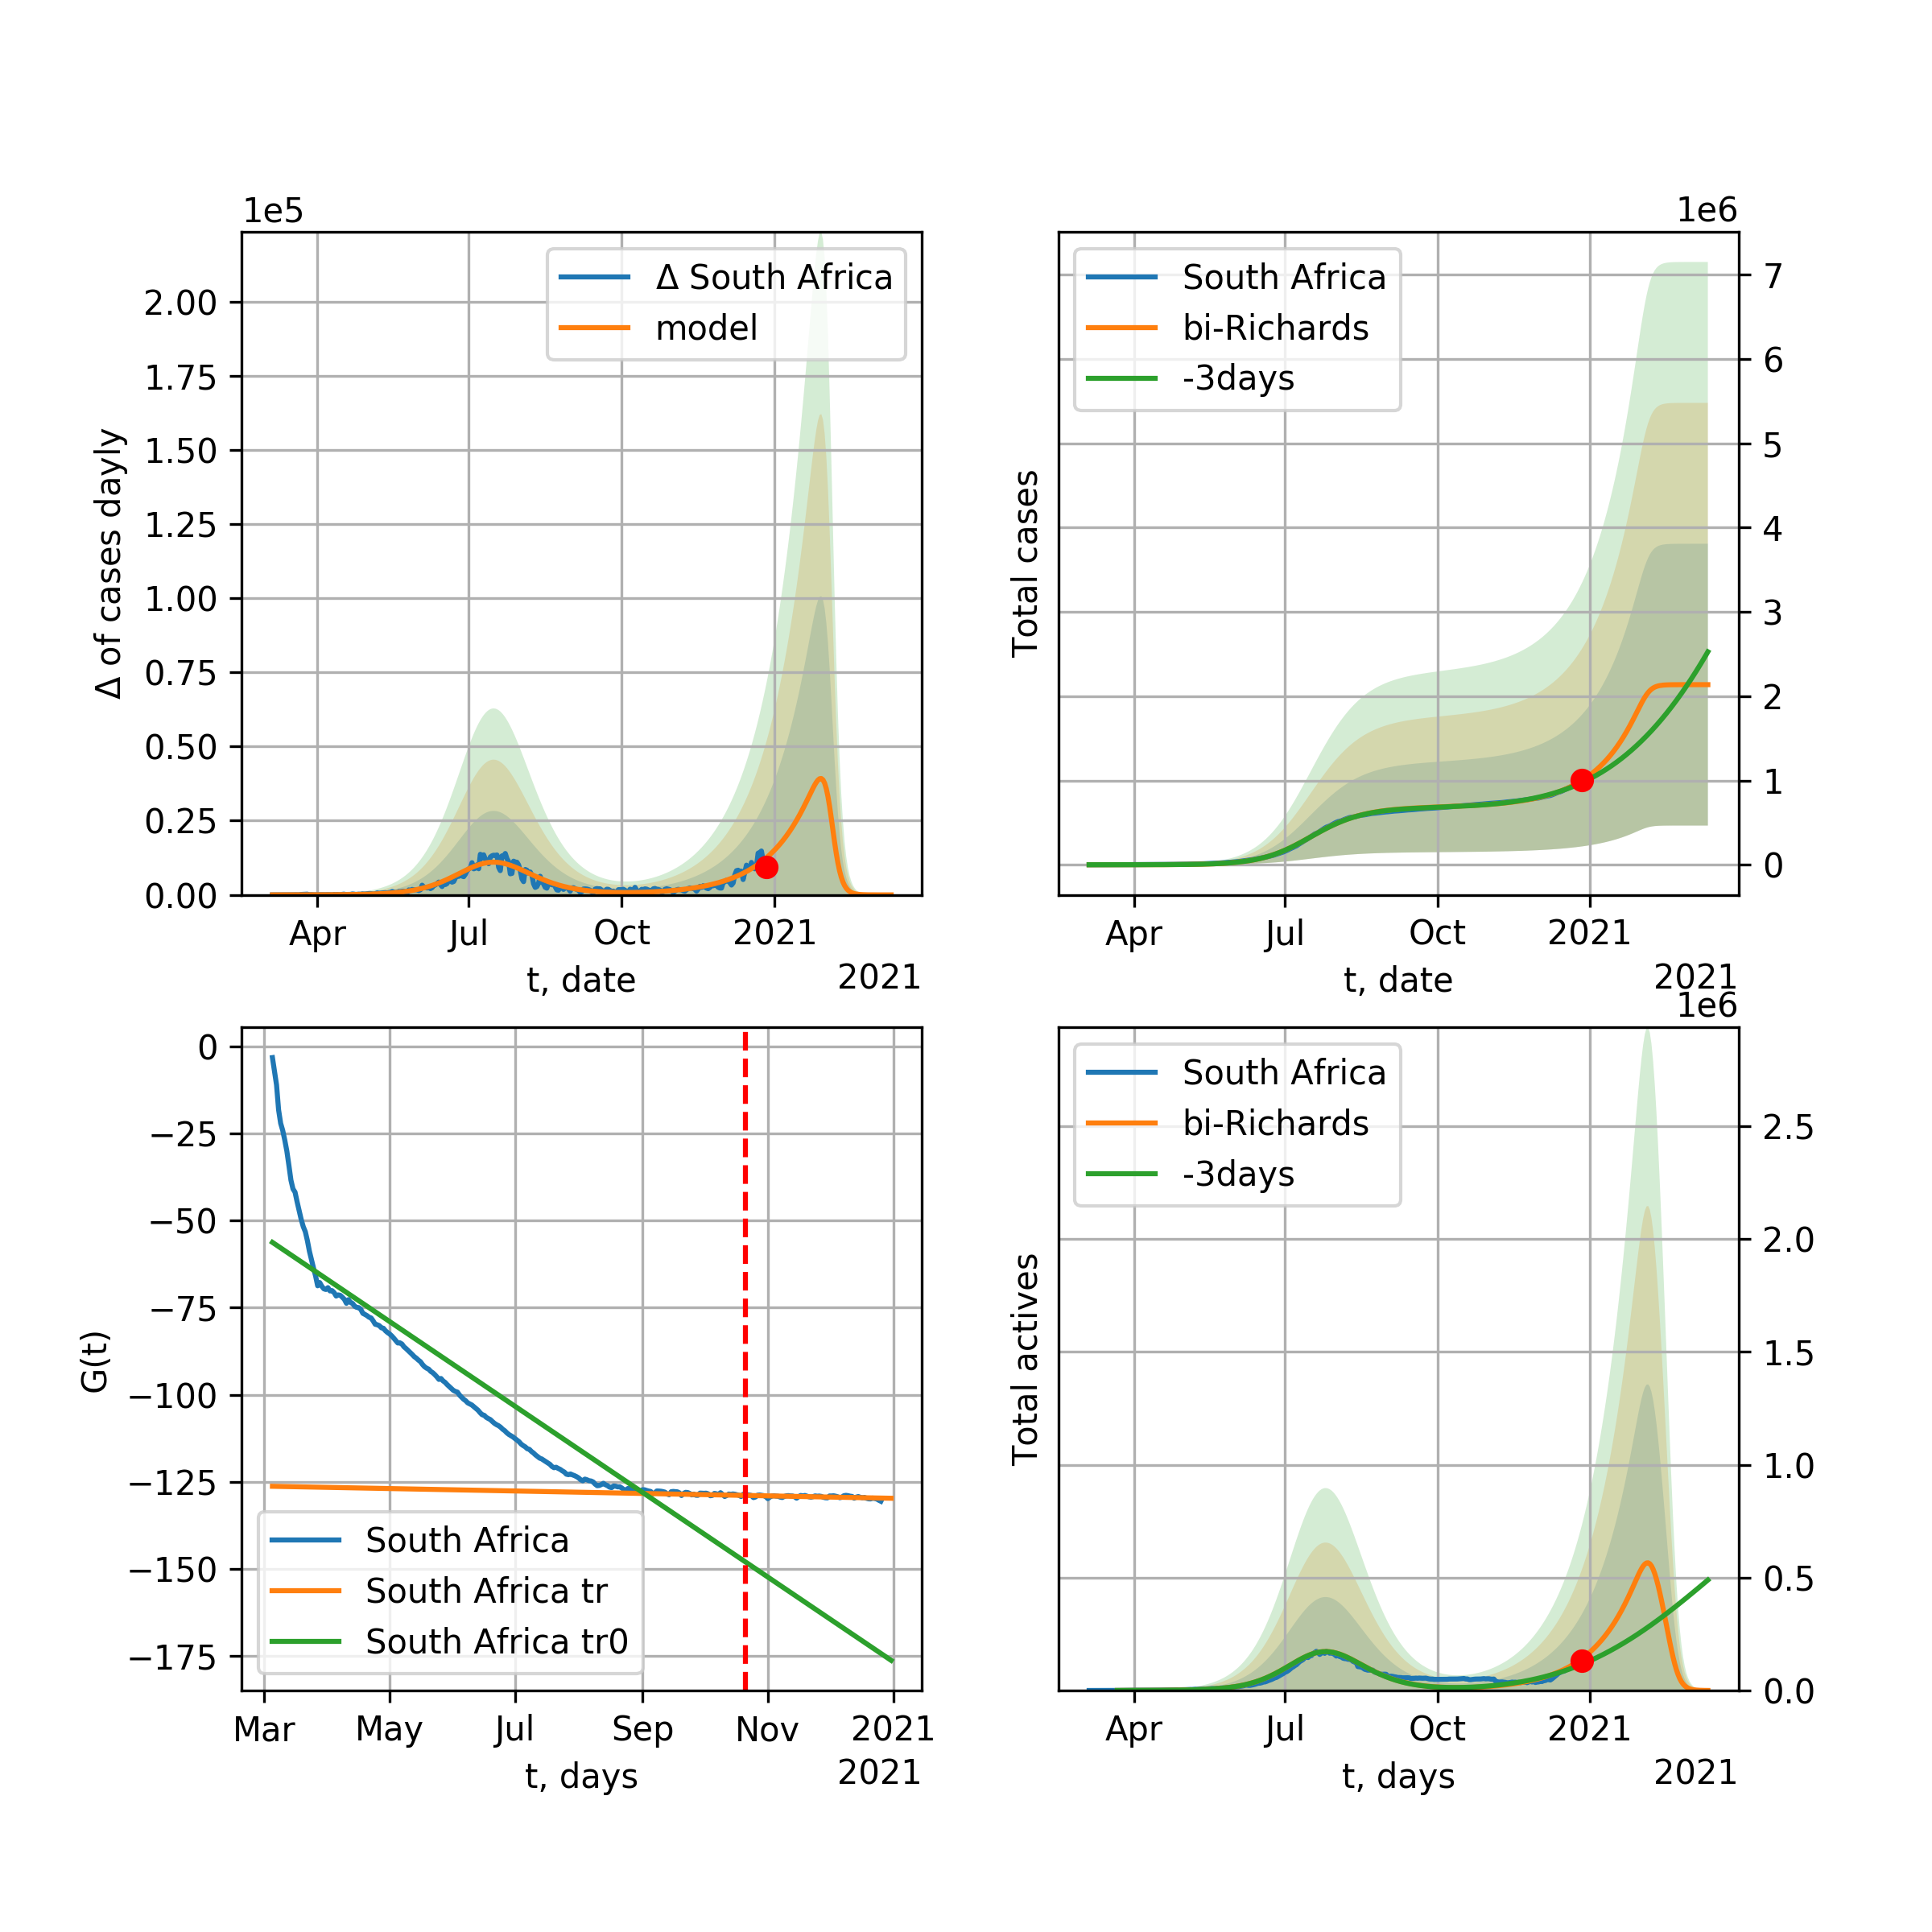 1e5
Δ South Africa
model
2.00
1.75
1.50
1.25
1.00
0.75
0.50
0.25
0.00
Δ of cases dayly
Apr Jul Oct 2021
t, date
2021
1e6
South Africa
bi-Richards
-3days
7
6
5
4
3
2
1
0
Total cases
Apr Jul Oct 2021
t, date
2021
0
−25
−50
−75
−100
−125
−150
−175
G(t)
South Africa
South Africa tr
South Africa tr0
Mar May Jul Sep Nov 2021
t, days
2021
1e6
South Africa
bi-Richards
-3days
2.5
2.0
1.5
1.0
0.5
0.0
Total actives
Apr Jul Oct 2021
t, days
2021